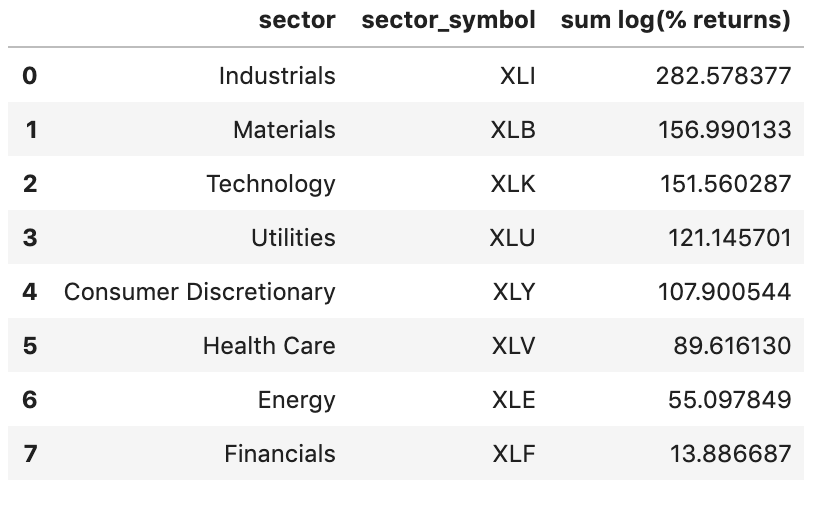 sector sector_symbol sum log(% returns)
0 Industrials XLI 282.578377
1 Materials XLB 156.990133
2 Technology XLK 151.560287
3 Utilities XLU 121.145701
4 Consumer Discretionary XLY 107.900544
5 Health Care XLV 89.616130
6 Energy XLE 55.097849
7 Financials XLF 13.886687